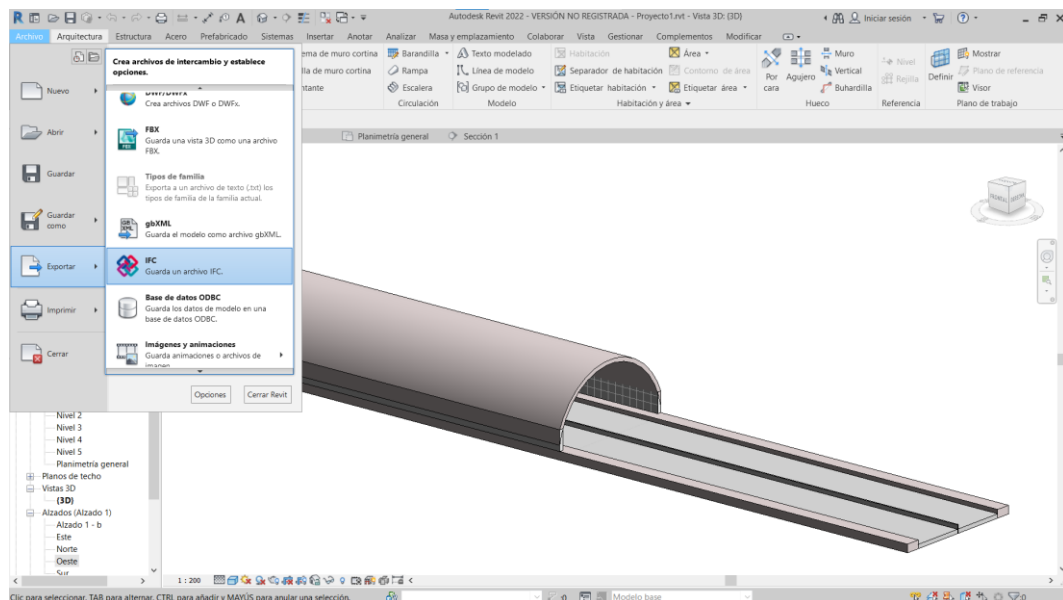 Autodesk Revit 2022 - VERSIÓN NO REGISTRADA - Proyecto1.rvt - Vista 3D: {3D}
Iniciar sesión
Archivo Arquitectura Estructura Acero Prefabricado Sistemas Insertar Anotar Analizar Masa y emplazamiento Colaborar Vista Gestionar Complementos Modificar
Crea archivos de intercambio y establece
opciones.
Nuevo
Abrir
Guardar
Guardar
como
Exportar
Imprimir
Cerrar
Crea archivos DWF o DWFx.
FBX
Guarda una vista 3D como una archivo
FBX.
Tipos de familia
Exporta a un archivo de texto (.txt) los
tipos de familia de la familia actual.
gbXML
Guarda el modelo como archivo gbXML.
IFC
Guarda un archivo IFC.
Base de datos ODBC
Guarda los datos de modelo en una
base de datos ODBC.
Imágenes y animaciones
Guarda animaciones o archivos de
imagen.
Opciones
Cerrar Revit
de muro cortina
de muro cortina
Barandilla
Rampa
Escalera
Circulación
Texto modelado
Línea de modelo
Grupo de modelo
Modelo
Habitación
Separador de habitación
Etiquetar habitación
Área
Contorno de área
Etiquetar área
Habitación y área
Por
cara
Agujero
Muro
Vertical
Buhardilla
Hueco
Nivel
Rejilla
Referencia
Definir
Mostrar
Plano de referencia
Visor
Plano de trabajo
Planimetría general
Sección 1
Nivel 2
Nivel 3
Nivel 4
Nivel 5
Planimetría general
Planos de techo
Vistas 3D
{3D}
Alzados (Alzado 1)
Alzado 1 - b
Este
Norte
Oeste
Sur
1 : 200
Clic para seleccionar, TAB para alternar, CTRL para añadir y MAYÚS para anular una selección.
:0
Modelo base
:0